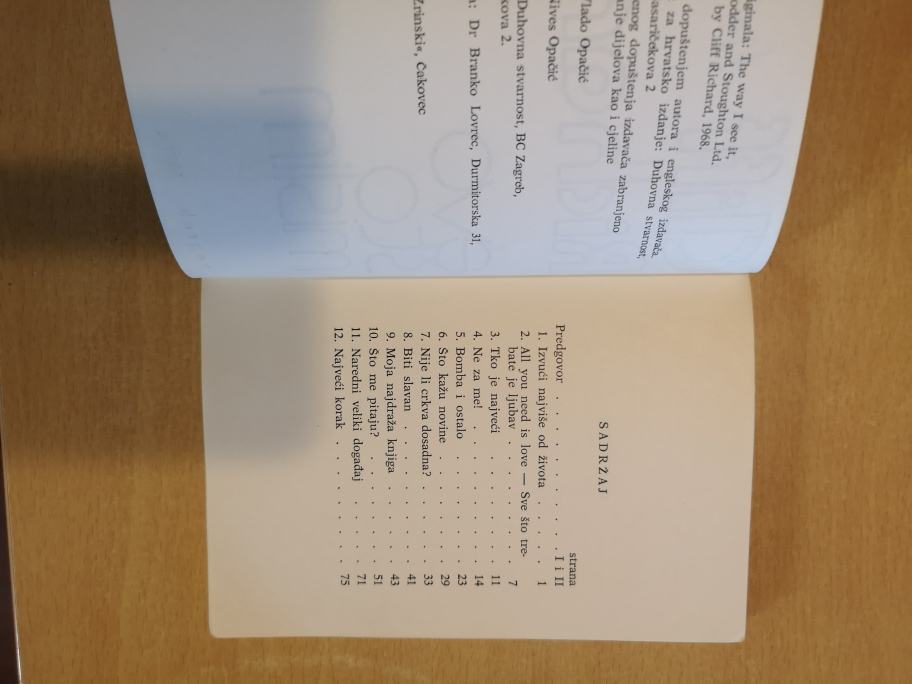 iginala: The way I see it,
odder and Stoughton Ltd.
by Cliff Richard, 1968.
dopuštenjem autora i engleskog izdavača.
za hrvatsko izdanje: Duhovna stvarnost,
asaričekova 2
enog dopuštenja izdavača zabranjeno
anje dijelova kao i cjeline
Vlado Opačić
Nives Opačić
Duhovna stvarnost, BC Zagreb,
kova 2.
a: Dr Branko Lovrec, Durmitorska 31,
Zrinski«, Čakovec
SADRŽAJ
strana
Predgovor . . . . . . . . . I i II
1. Izvući najviše od života . . . . 1
2. All you need is love — Sve što tre-
bate je ljubav . . . . . . . 7
3. Tko je najveći . . . . . . . 11
4. Ne za me! . . . . . . . . 14
5. Bomba i ostalo . . . . . . . 23
6. Što kažu novine . . . . . . . 29
7. Nije li crkva dosadna? . . . . . 33
8. Biti slavan . . . . . . . . 41
9. Moja najdraža knjiga . . . . . 43
10. Što me pitaju? . . . . . . . 51
11. Naredni veliki događaj . . . . . 71
12. Najveći korak . . . . . . . 75